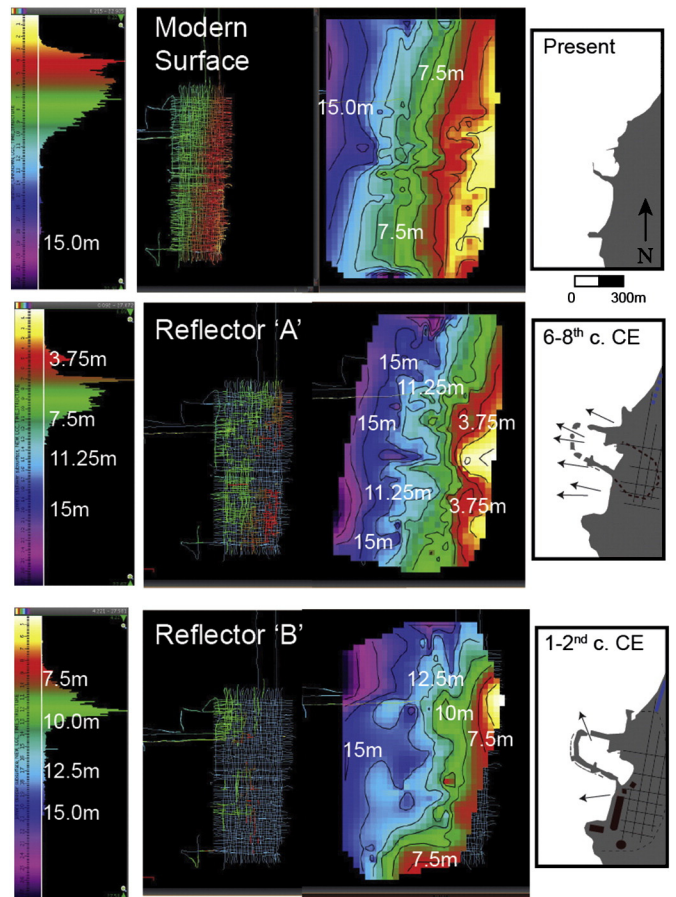 Modern
Surface
15.0m
15.0m
7.5m
7.5m
Present
N
0 300m
Reflector ‘A’
3.75m
7.5m
11.25m
15m
15m
11.25m
15m
3.75m
11.25m
3.75m
15m
6-8th c. CE
Reflector ‘B’
7.5m
10.0m
12.5m
15.0m
12.5m
10m
7.5m
15m
7.5m
1-2nd c. CE